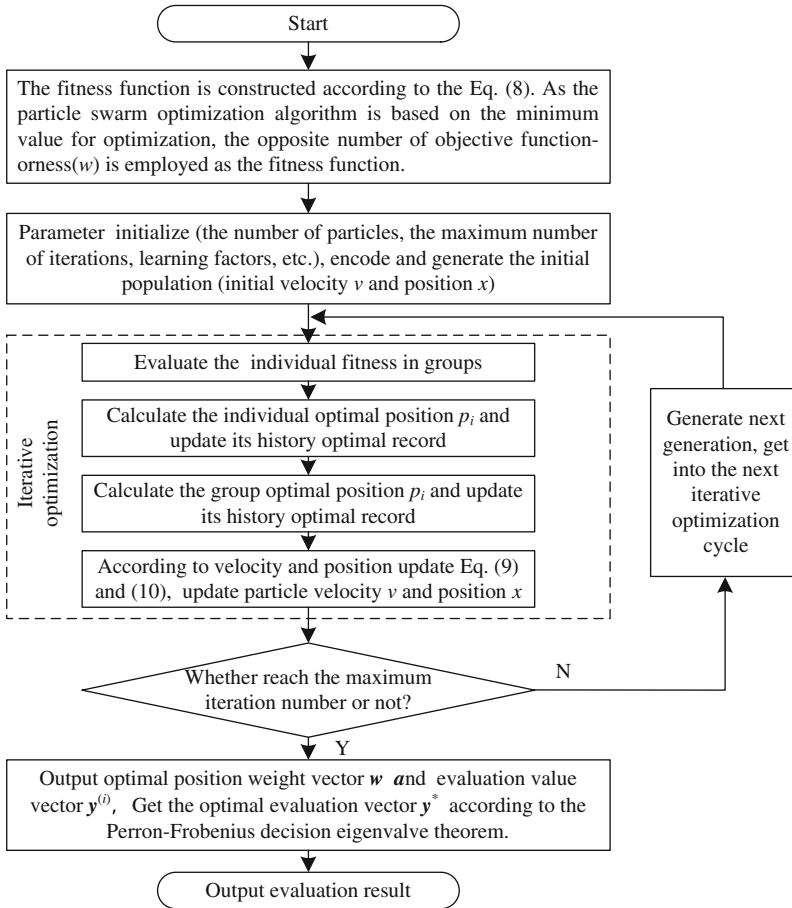 Start
The fitness function is constructed according to the Eq. (8). As the
particle swarm optimization algorithm is based on the minimum
value for optimization, the opposite number of objective function-
orness(w) is employed as the fitness function.
Parameter initialize (the number of particles, the maximum number
of iterations, learning factors, etc.), encode and generate the initial
population (initial velocity v and position x)
Iterative
optimization
Evaluate the individual fitness in groups
Calculate the individual optimal position pᵢ and
update its history optimal record
Calculate the group optimal position pᵢ and update
its history optimal record
According to velocity and position update Eq. (9)
and (10), update particle velocity v and position x
Generate next
generation, get
into the next
iterative
optimization
cycle
Whether reach the maximum
iteration number or not?
N
Y
Output optimal position weight vector w and evaluation value
vector y⁽ⁱ⁾, Get the optimal evaluation vector y* according to the
Perron-Frobenius decision eigenvalve theorem.
Output evaluation result